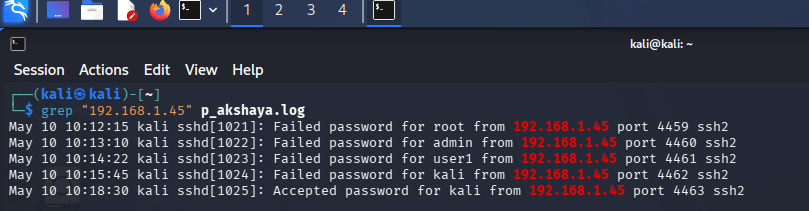 1 2 3 4
kali@kali: ~
Session Actions Edit View Help
┌──(kali㉿kali)-[~]
└─$ grep "192.168.1.45" p_akshaya.log
May 10 10:12:15 kali sshd[1021]: Failed password for root from 192.168.1.45 port 4459 ssh2
May 10 10:13:10 kali sshd[1022]: Failed password for admin from 192.168.1.45 port 4460 ssh2
May 10 10:14:22 kali sshd[1023]: Failed password for user1 from 192.168.1.45 port 4461 ssh2
May 10 10:15:45 kali sshd[1024]: Failed password for kali from 192.168.1.45 port 4462 ssh2
May 10 10:18:30 kali sshd[1025]: Accepted password for kali from 192.168.1.45 port 4463 ssh2